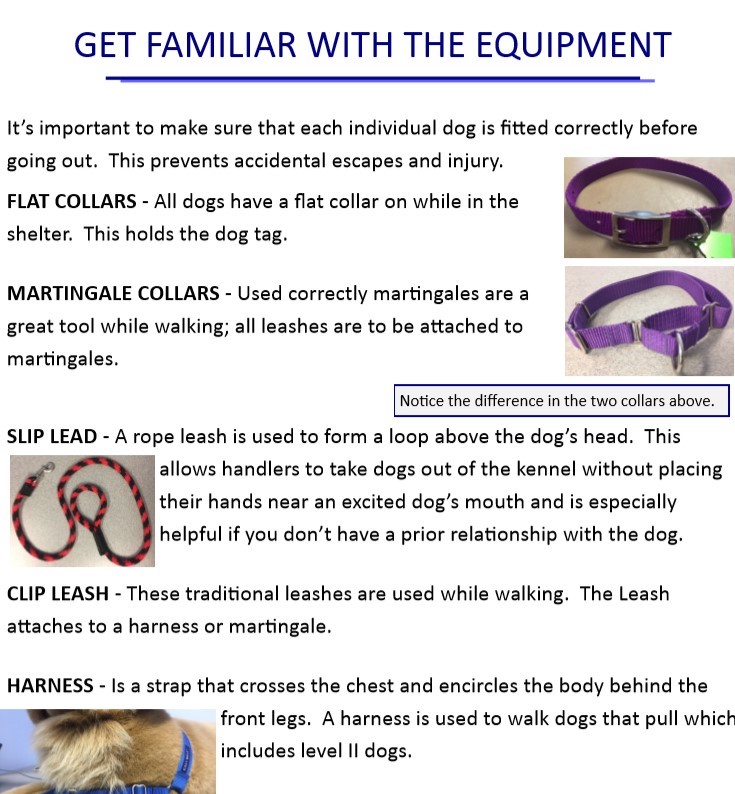 GET FAMILIAR WITH THE EQUIPMENT
It's important to make sure that each individual dog is fitted correctly before
going out.  This prevents accidental escapes and injury.
FLAT COLLARS - All dogs have a flat collar on while in the
shelter.  This holds the dog tag.
MARTINGALE COLLARS - Used correctly martingales are a
great tool while walking; all leashes are to be attached to
martingales.
Notice the difference in the two collars above.
SLIP LEAD - A rope leash is used to form a loop above the dog's head.  This
allows handlers to take dogs out of the kennel without placing
their hands near an excited dog's mouth and is especially
helpful if you don't have a prior relationship with the dog.
CLIP LEASH - These traditional leashes are used while walking.  The Leash
attaches to a harness or martingale.
HARNESS - Is a strap that crosses the chest and encircles the body behind the
front legs.  A harness is used to walk dogs that pull which
includes level II dogs.